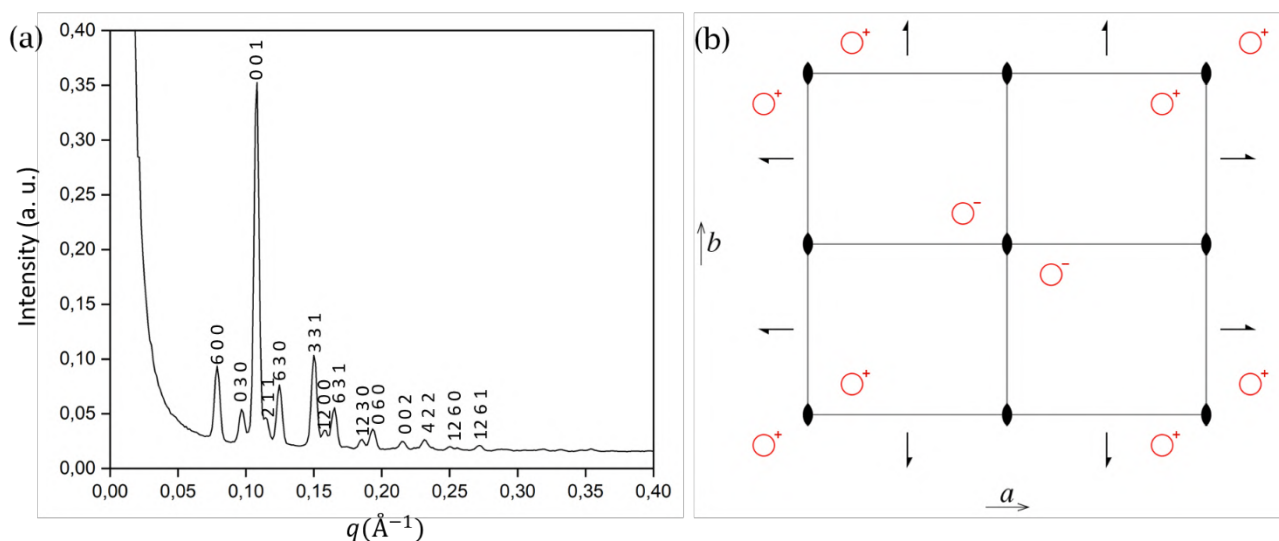 (a)
0,40
0,35
0,30
0,25
0,20
0,15
0,10
0,05
0,00
Intensity (a. u.)
6 0 0
0 3 0
0 0 1
2 1 1
6 3 0
3 3 1
12 0 0
6 3 1
12 3 0
0 6 0
0 0 2
4 2 2
12 6 0
12 6 1
0,00 0,05 0,10 0,15 0,20 0,25 0,30 0,35 0,40
q(Å⁻¹)
(b)
+ +
+ +
−
b
−
+ +
+ +
a